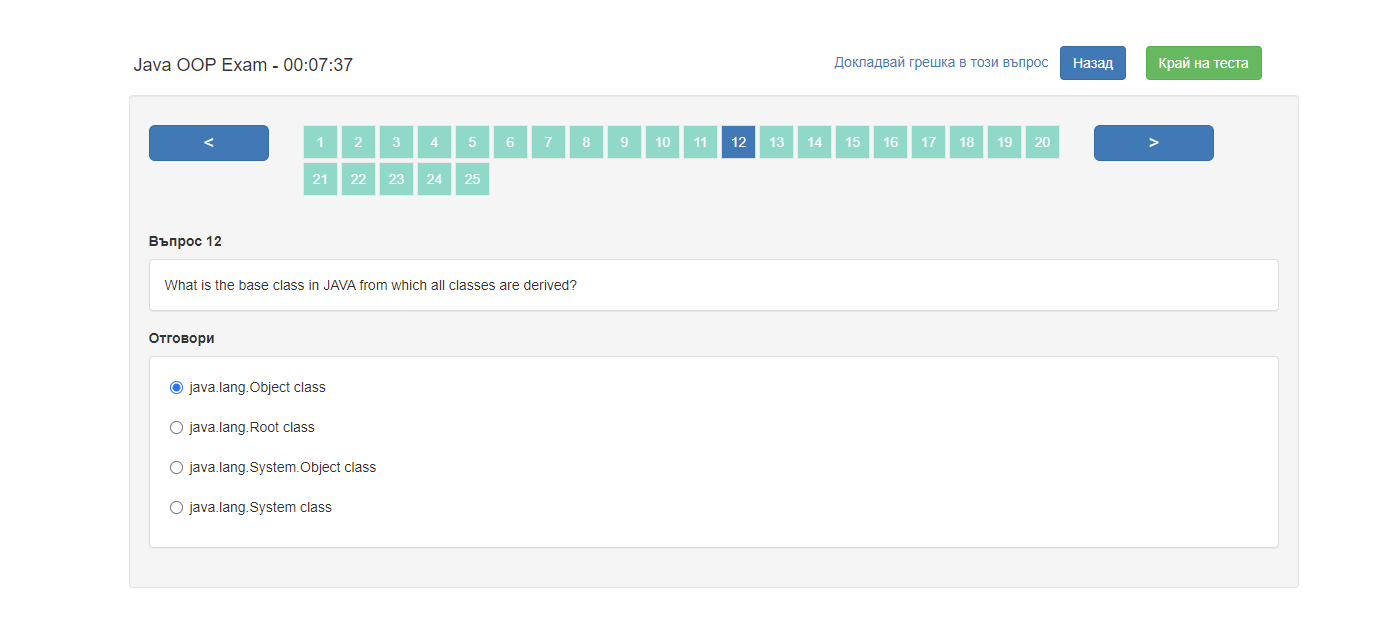 Java OOP Exam - 00:07:37
Докладвай грешка в този въпрос Назад Край на теста
< 1 2 3 4 5 6 7 8 9 10 11 12 13 14 15 16 17 18 19 20 >
21 22 23 24 25
Въпрос 12
What is the base class in JAVA from which all classes are derived?
Отговори
java.lang.Object class
java.lang.Root class
java.lang.System.Object class
java.lang.System class